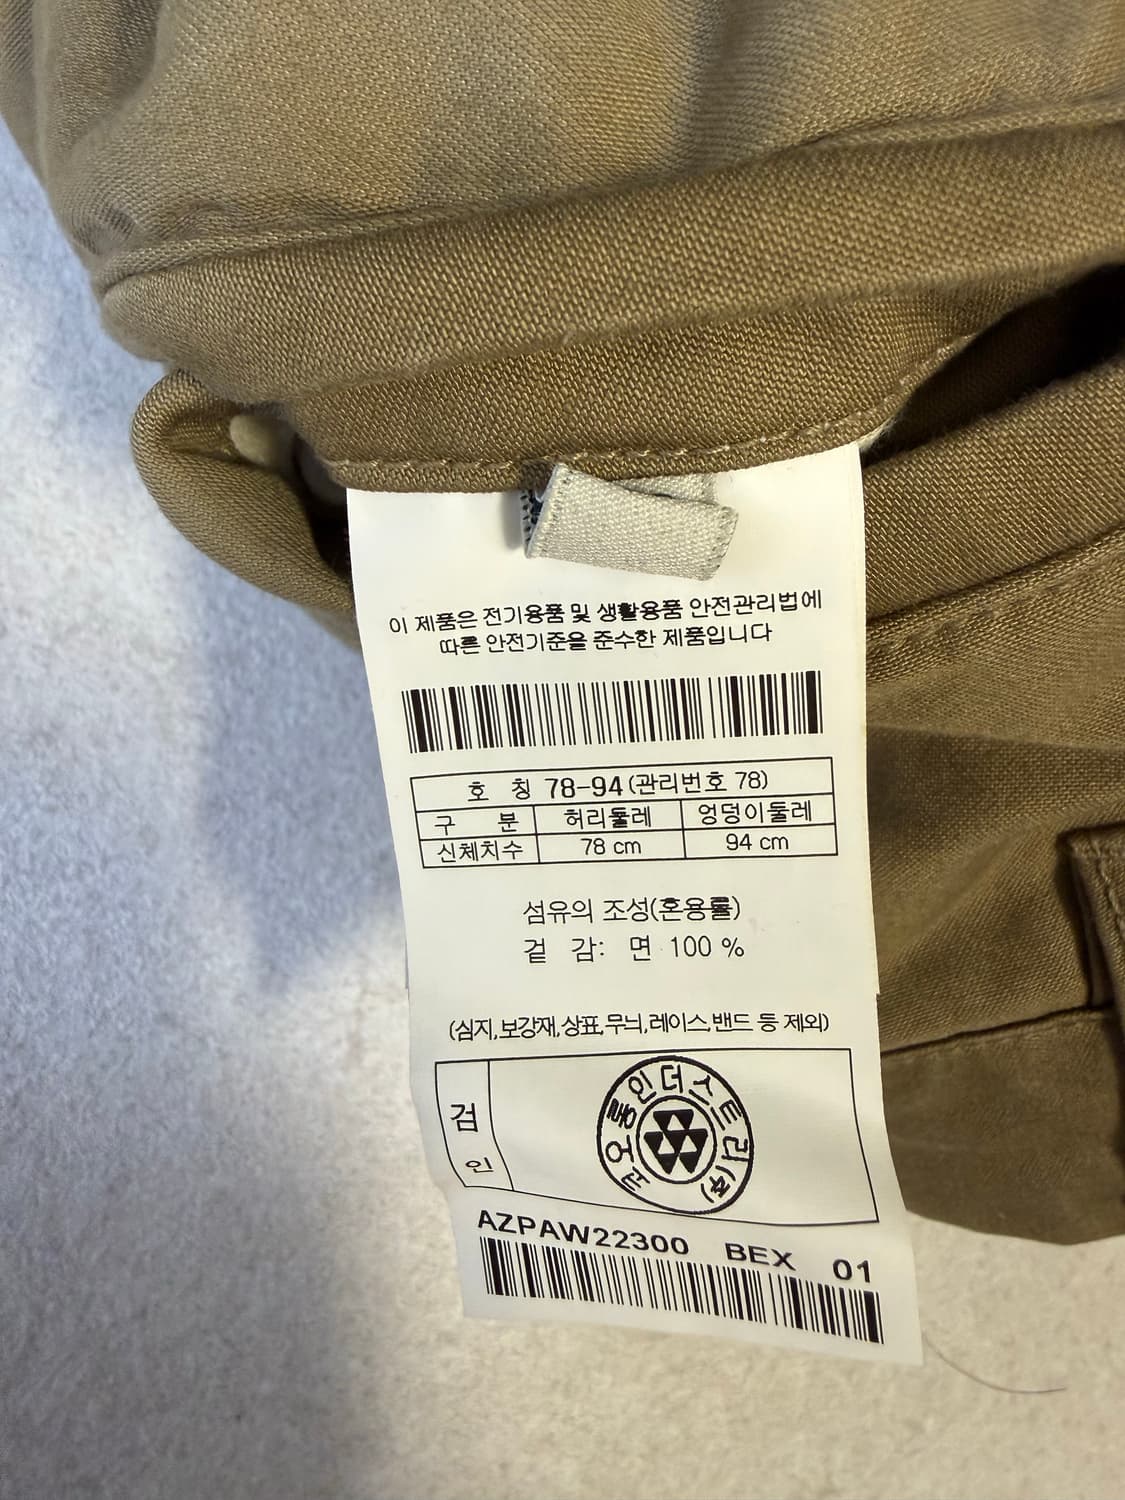 이 제품은 전기용품 및 생활용품 안전관리법에
따른 안전기준을 준수한 제품입니다
호 칭 78-94(관리번호 78)
구 분 허리둘레 엉덩이둘레
신체치수 78 cm 94 cm
섬유의 조성(혼용률)
겉 감: 면 100 %
(심지,보강재,상표,무늬,레이스,밴드 등 제외)
검인
코오롱인더스트리(주)
AZPAW22300 BEX 01